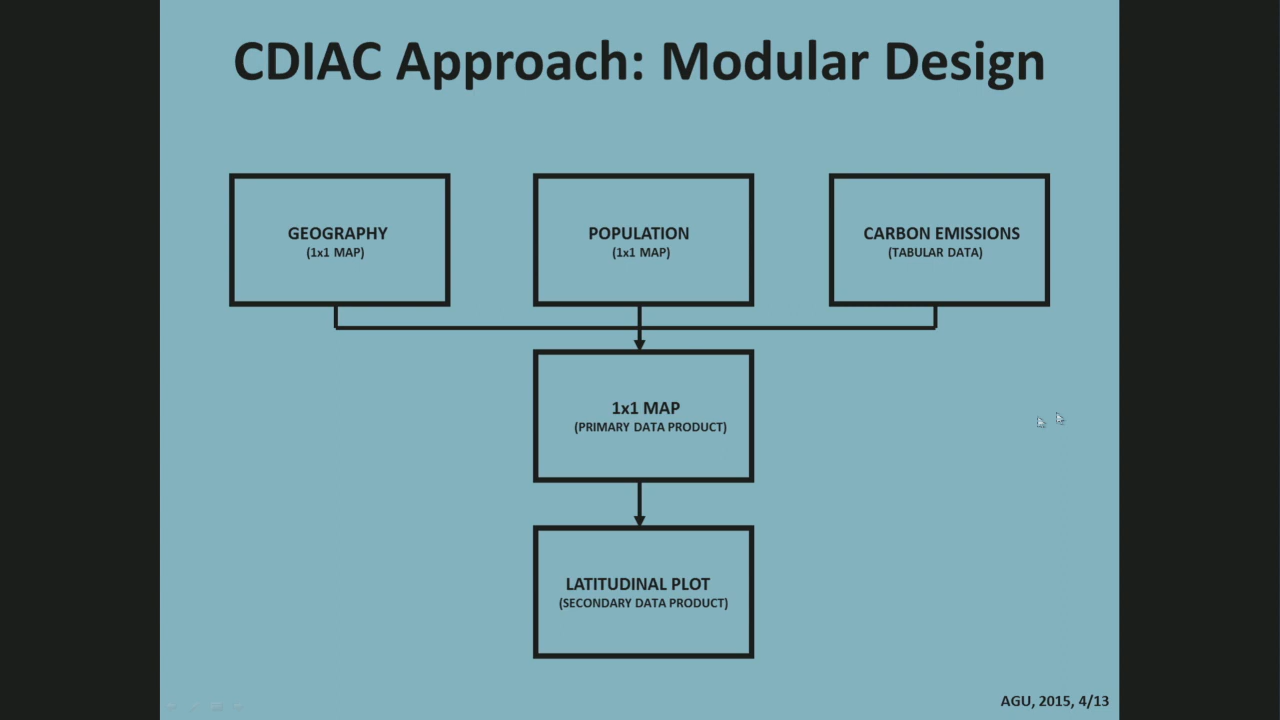 CDIAC Approach: Modular Design
GEOGRAPHY
(1x1 MAP)
POPULATION
(1x1 MAP)
CARBON EMISSIONS
(TABULAR DATA)
1x1 MAP
(PRIMARY DATA PRODUCT)
LATITUDINAL PLOT
(SECONDARY DATA PRODUCT)
AGU, 2015, 4/13